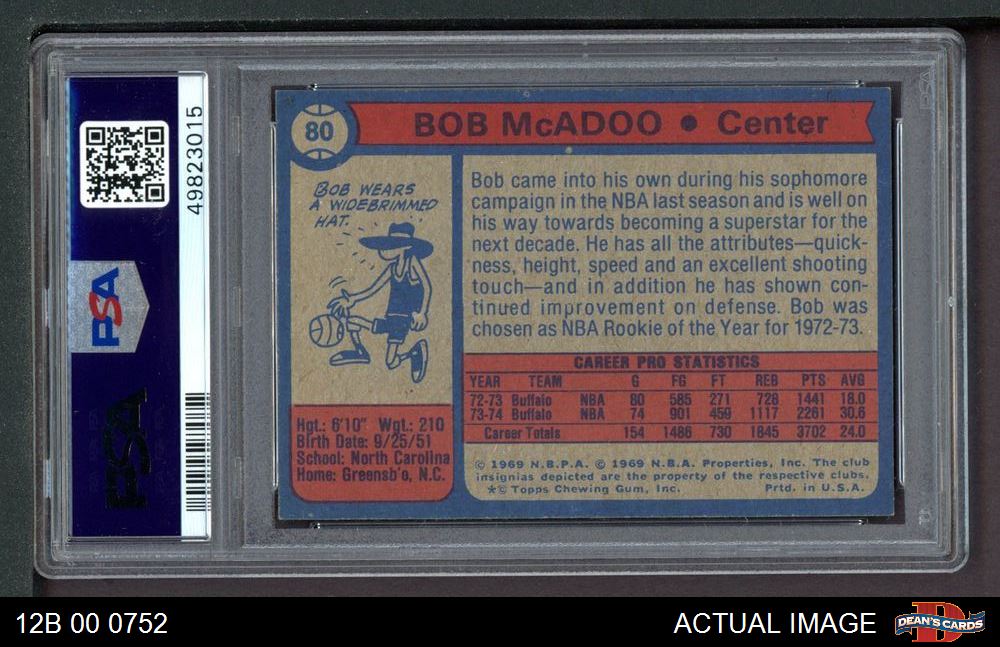 49823015
PSA
PSA
80
BOB McADOO • Center
BOB WEARS
A WIDEBRIMMED
HAT.
Bob came into his own during his sophomore
campaign in the NBA last season and is well on
his way towards becoming a superstar for the
next decade. He has all the attributes—quick-
ness, height, speed and an excellent shooting
touch—and in addition he has shown con-
tinued improvement on defense. Bob was
chosen as NBA Rookie of the Year for 1972-73.
Hgt.: 6'10" Wgt.: 210
Birth Date: 9/25/51
School: North Carolina
Home: Greensb'o, N.C.
CAREER PRO STATISTICS
YEAR TEAM G FG FT REB PTS AVG
72-73 Buffalo NBA 80 585 271 728 1441 18.0
73-74 Buffalo NBA 74 901 459 1117 2261 30.6
Career Totals 154 1486 730 1845 3702 24.0
© 1969 N.B.P.A. © 1969 N.B.A. Properties, Inc. The club
insignias depicted are the property of the respective clubs.
*© Topps Chewing Gum, Inc. Prtd. in U.S.A.
12B 00 0752
ACTUAL IMAGE
DEAN'S CARDS